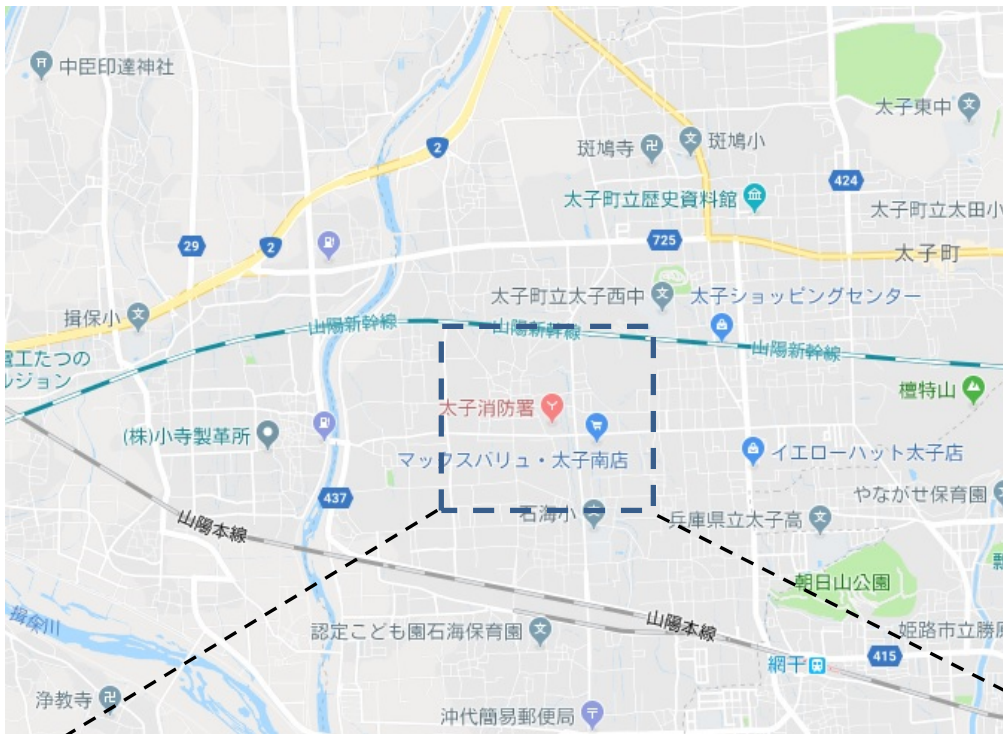 中臣印達神社
太子東中
2
斑鳩寺
斑鳩小
424
太子町立歴史資料館
太子町立太田小
29
2
725
太子町
太子町立太子西中
太子ショッピングセンター
揖保小
山陽新幹線
山陽新幹線
山陽新幹線
電工たつの
ルジョン
檀特山
太子消防署
(株)小寺製革所
マックスバリュ・太子南店
イエローハット太子店
やながせ保育園
437
石海小
兵庫県立太子高
山陽本線
朝日山公園
揖保川
認定こども園石海保育園
山陽本線
姫路市立勝原
網干
415
浄教寺
沖代簡易郵便局